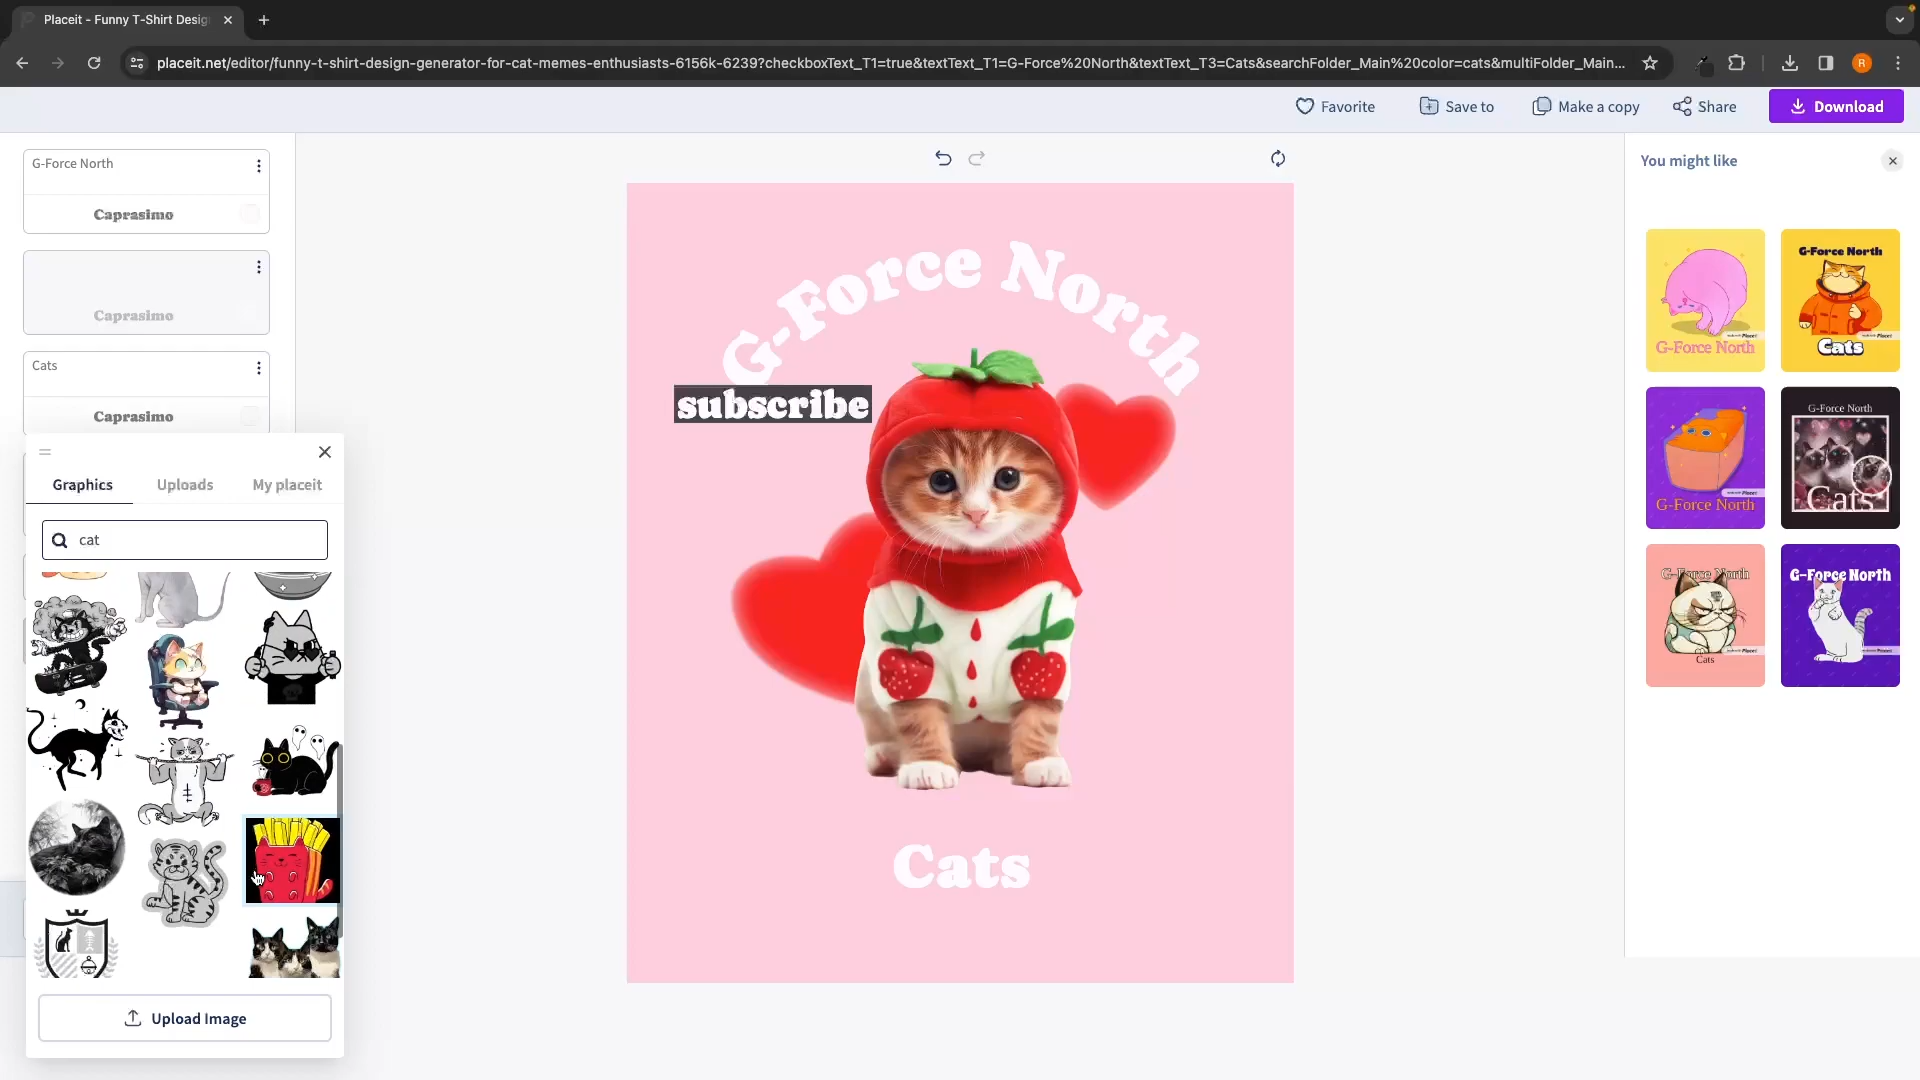 Placeit - Funny T-Shirt Desig
placeit.net/editor/funny-t-shirt-design-generator-for-cat-memes-enthusiasts-6156k-6239?checkboxText_T1=true&textText_T1=G-Force%20North&textText_T3=Cats&searchFolder_Main%20color=cats&multiFolder_Main...
R
Favorite
Save to
Make a copy
Share
Download
G-Force North
Caprasimo
Caprasimo
Cats
Caprasimo
Graphics
Uploads
My placeit
cat
Upload Image
G-Force North
subscribe
Cats
You might like
G-Force North
G-Force North
Cats
G-Force North
G-Force North
Cats
G-Force North
Cats
G-Force North